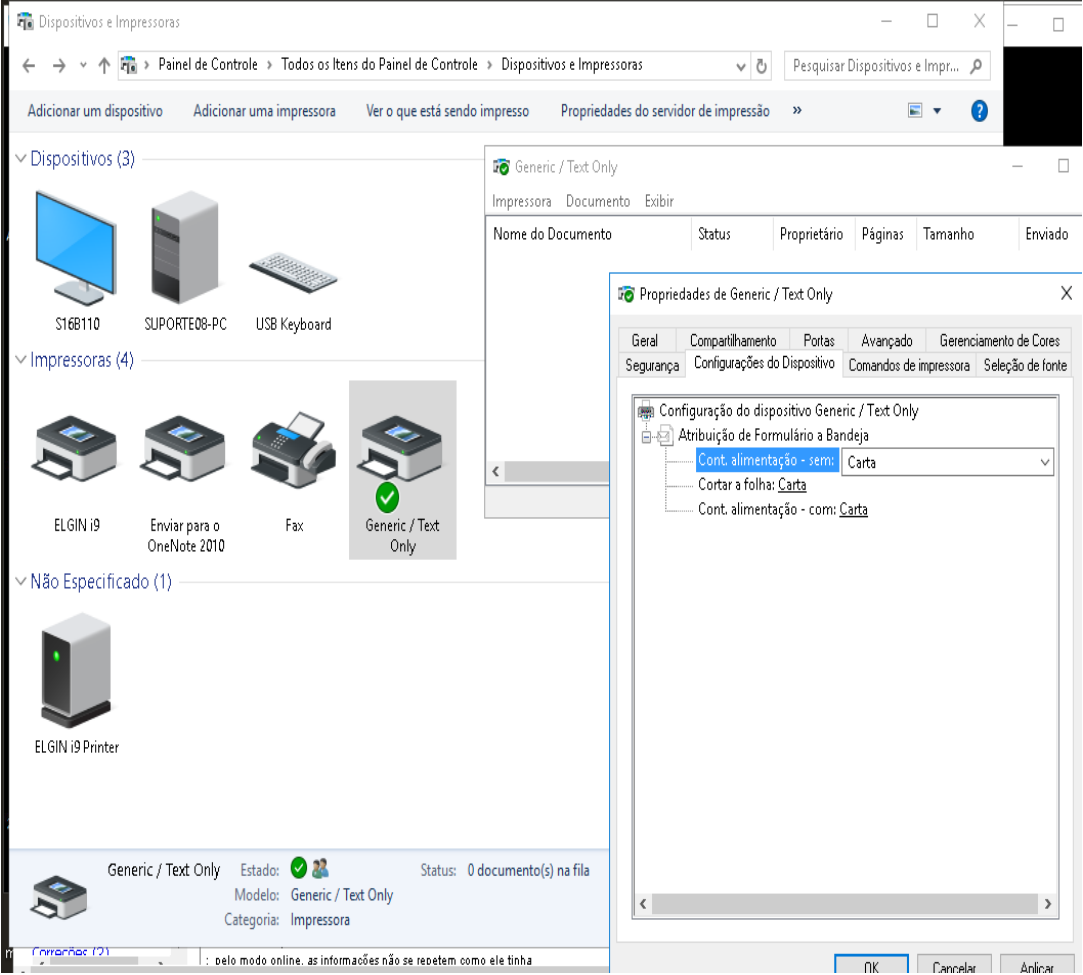 Dispositivos e Impressoras
Painel de Controle > Todos os Itens do Painel de Controle > Dispositivos e Impressoras
Pesquisar Dispositivos e Impr...
Adicionar um dispositivo Adicionar uma impressora Ver o que está sendo impresso Propriedades do servidor de impressão »
Dispositivos (3)
S16B110
SUPORTE08-PC
USB Keyboard
Impressoras (4)
ELGIN i9
Enviar para o
OneNote 2010
Fax
Generic / Text
Only
Não Especificado (1)
ELGIN i9 Printer
Generic / Text Only Estado: Status: 0 documento(s) na fila
Modelo: Generic / Text Only
Categoria: Impressora
Generic / Text Only
Impressora Documento Exibir
Nome do Documento Status Proprietário Páginas Tamanho Enviado
Propriedades de Generic / Text Only
Geral Compartilhamento Portas Avançado Gerenciamento de Cores
Segurança Configurações do Dispositivo Comandos de impressora Seleção de fonte
Configuração do dispositivo Generic / Text Only
Atribuição de Formulário a Bandeja
Cont. alimentação - sem: Carta
Cortar a folha: Carta
Cont. alimentação - com: Carta
OK Cancelar Aplicar
Correções (2)
: pelo modo online, as informações não se repetem como ele tinha